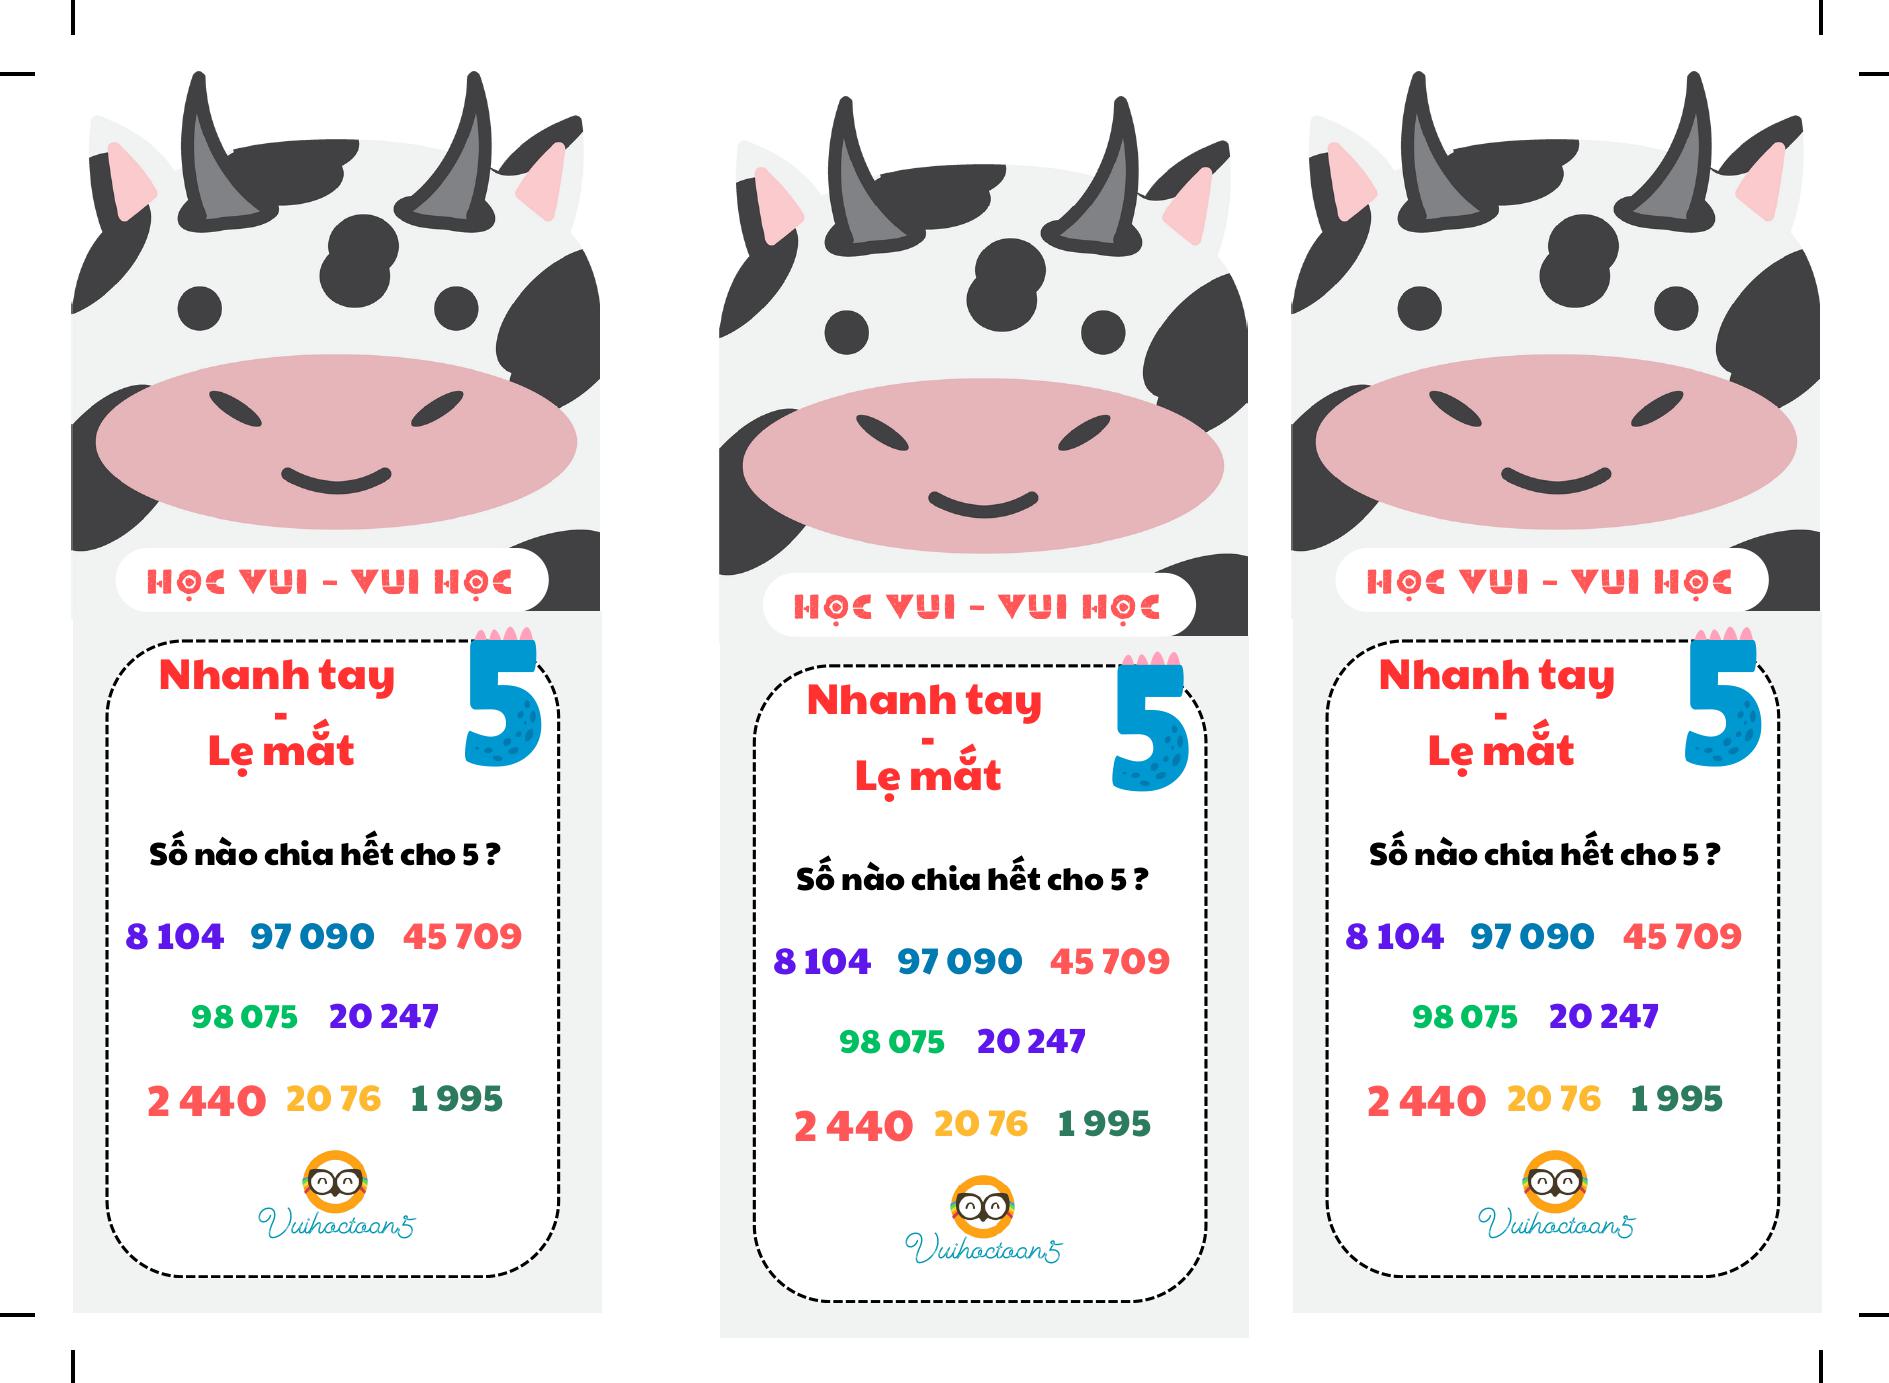 HỌC VUI - VUI HỌC
Nhanh tay
-
Lẹ mắt
5
Số nào chia hết cho 5 ?
8 104 97 090 45 709
98 075 20 247
2 440 20 76 1 995
Vuihoctoan5
HỌC VUI - VUI HỌC
Nhanh tay
-
Lẹ mắt
5
Số nào chia hết cho 5 ?
8 104 97 090 45 709
98 075 20 247
2 440 20 76 1 995
Vuihoctoan5
HỌC VUI - VUI HỌC
Nhanh tay
-
Lẹ mắt
5
Số nào chia hết cho 5 ?
8 104 97 090 45 709
98 075 20 247
2 440 20 76 1 995
Vuihoctoan5